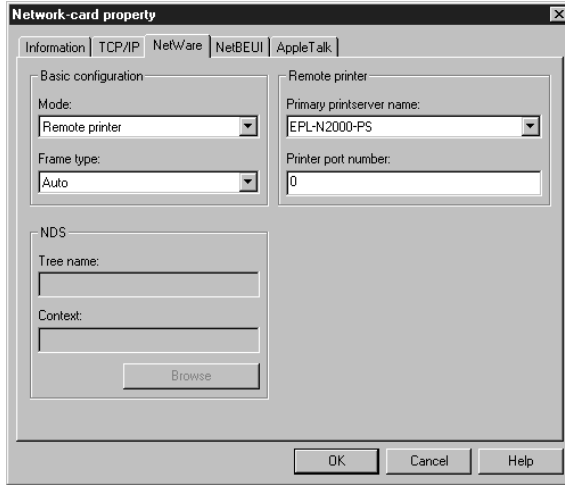 Network-card property
Information TCP/IP NetWare NetBEUI AppleTalk
Basic configuration
Mode:
Remote printer
Frame type:
Auto
Remote printer
Primary printserver name:
EPL-N2000-PS
Printer port number:
0
NDS
Tree name:
Context:
Browse
OK Cancel Help